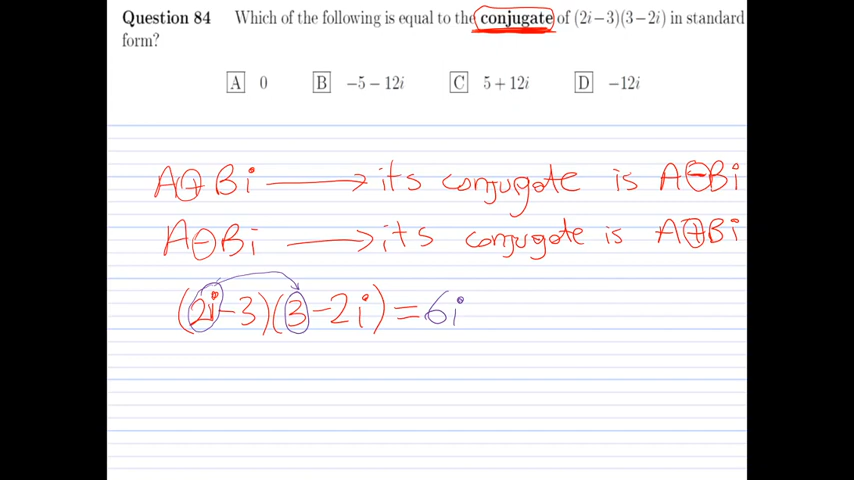 Question 84 Which of the following is equal to the conjugate of (2i−3)(3−2i) in standard
form?
A 0 B −5−12i C 5+12i D −12i
A⊕Bi ⟶ its conjugate is A⊖Bi
A⊖Bi ⟶ its conjugate is A⊕Bi
(2i−3)(3−2i) = 6i